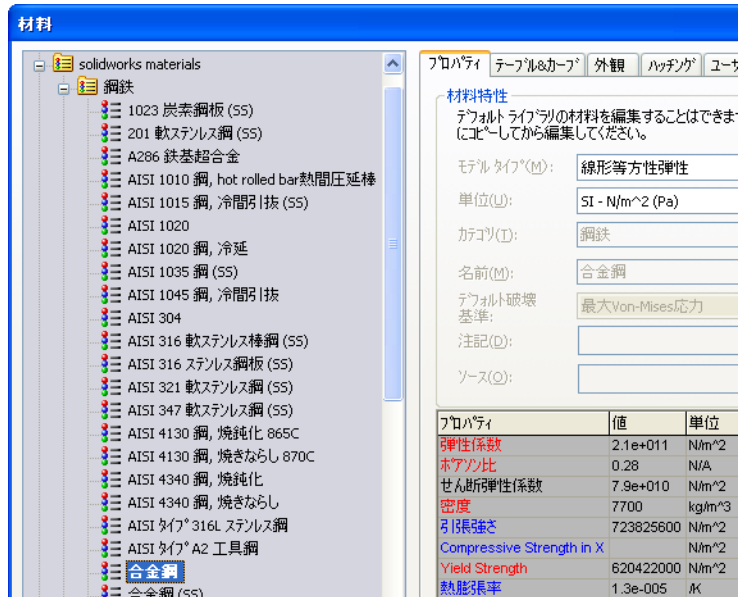 材料
solidworks materials
鋼鉄
1023 炭素鋼板 (SS)
201 軟ステンレス鋼 (SS)
A286 鉄基超合金
AISI 1010 鋼, hot rolled bar熱間圧延棒
AISI 1015 鋼, 冷間引抜 (SS)
AISI 1020
AISI 1020 鋼, 冷延
AISI 1035 鋼 (SS)
AISI 1045 鋼, 冷間引抜
AISI 304
AISI 316 軟ステンレス棒鋼 (SS)
AISI 316 ステンレス鋼板 (SS)
AISI 321 軟ステンレス鋼 (SS)
AISI 347 軟ステンレス鋼 (SS)
AISI 4130 鋼, 焼鈍化 865C
AISI 4130 鋼, 焼きならし 870C
AISI 4340 鋼, 焼鈍化
AISI 4340 鋼, 焼きならし
AISI タイプ 316L ステンレス鋼
AISI タイプ A2 工具鋼
合金鋼
合金鋼 (SS)
プロパティ テーブル&カーブ 外観 ハッチング ユーサ
材料特性
デフォルト ライブラリの材料を編集することはできま
にコピーしてから編集してください。
モデル タイプ(M): 線形等方性弾性
単位(U): SI - N/m^2 (Pa)
カテゴリ(T): 鋼鉄
名前(M): 合金鋼
デフォルト破壊
基準: 最大von-Mises応力
注記(D):
ソース(O):
プロパティ 値 単位
弾性係数 2.1e+011 N/m^2
ポアソン比 0.28 N/A
せん断弾性係数 7.9e+010 N/m^2
密度 7700 kg/m^3
引張強さ 723825600 N/m^2
Compressive Strength in X N/m^2
Yield Strength 620422000 N/m^2
熱膨張率 1.3e-005 /K